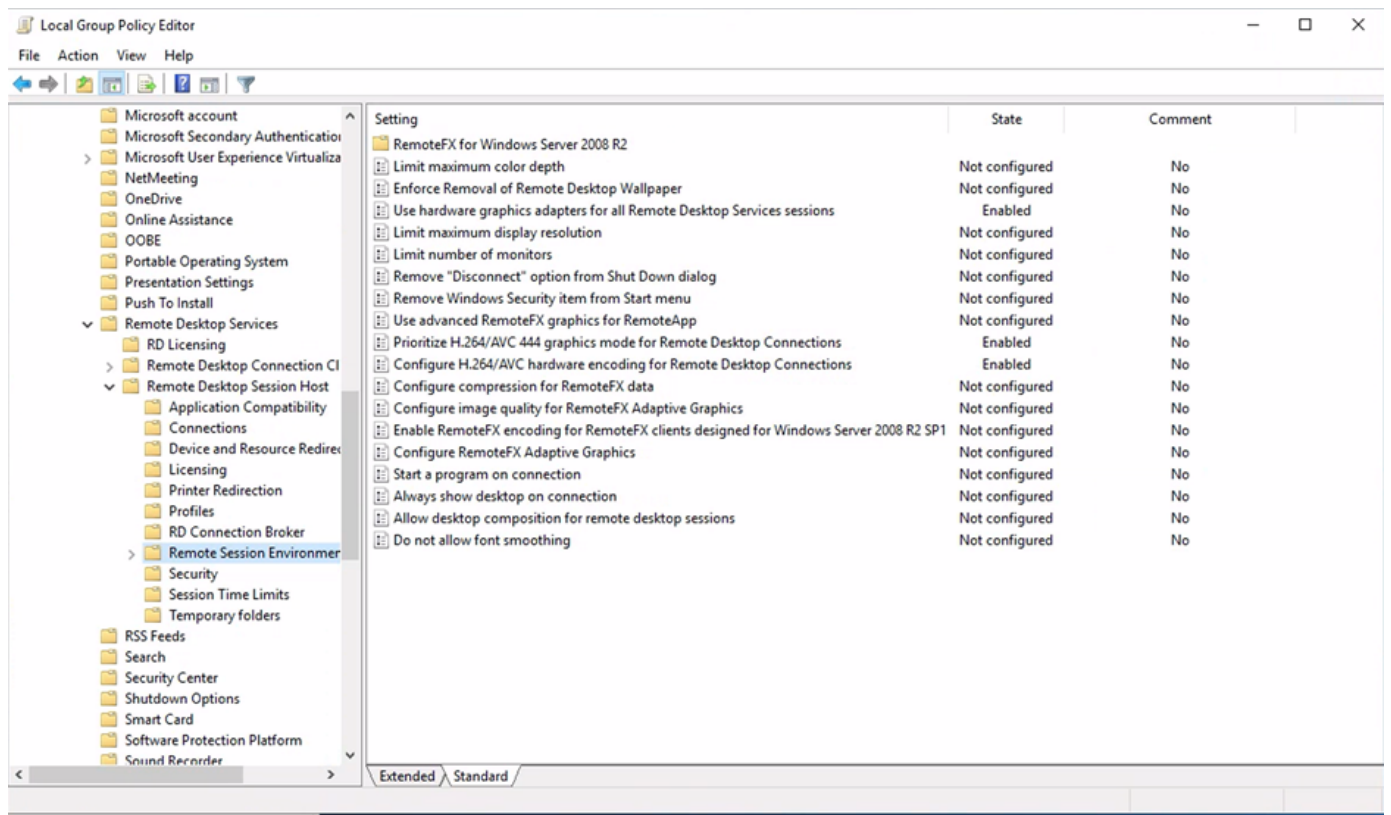 Local Group Policy Editor
File Action View Help
Microsoft account
Microsoft Secondary Authentication
Microsoft User Experience Virtualiza
NetMeeting
OneDrive
Online Assistance
OOBE
Portable Operating System
Presentation Settings
Push To Install
Remote Desktop Services
RD Licensing
Remote Desktop Connection Cl
Remote Desktop Session Host
Application Compatibility
Connections
Device and Resource Redirec
Licensing
Printer Redirection
Profiles
RD Connection Broker
Remote Session Environmen
Security
Session Time Limits
Temporary folders
RSS Feeds
Search
Security Center
Shutdown Options
Smart Card
Software Protection Platform
Sound Recorder
Setting State Comment
RemoteFX for Windows Server 2008 R2
Limit maximum color depth Not configured No
Enforce Removal of Remote Desktop Wallpaper Not configured No
Use hardware graphics adapters for all Remote Desktop Services sessions Enabled No
Limit maximum display resolution Not configured No
Limit number of monitors Not configured No
Remove "Disconnect" option from Shut Down dialog Not configured No
Remove Windows Security item from Start menu Not configured No
Use advanced RemoteFX graphics for RemoteApp Not configured No
Prioritize H.264/AVC 444 graphics mode for Remote Desktop Connections Enabled No
Configure H.264/AVC hardware encoding for Remote Desktop Connections Enabled No
Configure compression for RemoteFX data Not configured No
Configure image quality for RemoteFX Adaptive Graphics Not configured No
Enable RemoteFX encoding for RemoteFX clients designed for Windows Server 2008 R2 SP1 Not configured No
Configure RemoteFX Adaptive Graphics Not configured No
Start a program on connection Not configured No
Always show desktop on connection Not configured No
Allow desktop composition for remote desktop sessions Not configured No
Do not allow font smoothing Not configured No
Extended Standard